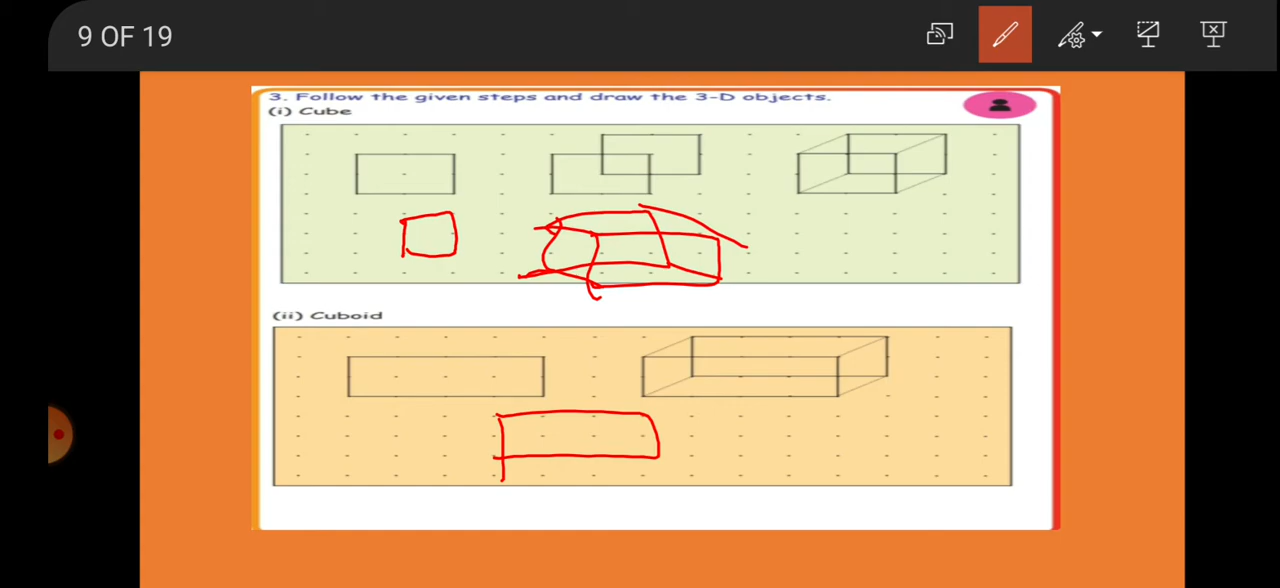 9 OF 19
3. Follow the given steps and draw the 3-D objects.
(i) Cube
(ii) Cuboid